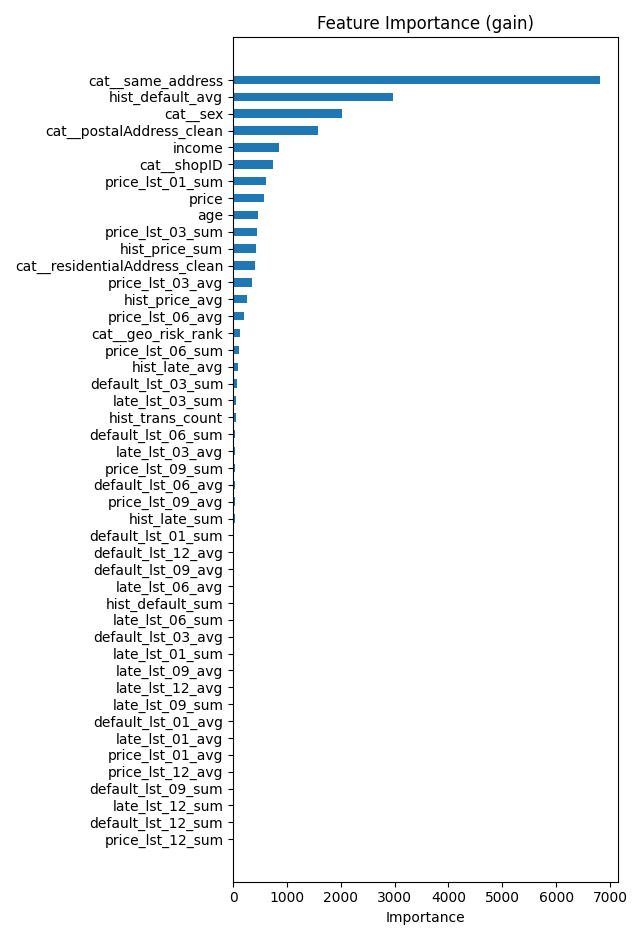 Feature Importance (gain)
cat__same_address
hist_default_avg
cat__sex
cat__postalAddress_clean
income
cat__shopID
price_lst_01_sum
price
age
price_lst_03_sum
hist_price_sum
cat__residentialAddress_clean
price_lst_03_avg
hist_price_avg
price_lst_06_avg
cat__geo_risk_rank
price_lst_06_sum
hist_late_avg
default_lst_03_sum
late_lst_03_sum
hist_trans_count
default_lst_06_sum
late_lst_03_avg
price_lst_09_sum
default_lst_06_avg
price_lst_09_avg
hist_late_sum
default_lst_01_sum
default_lst_12_avg
default_lst_09_avg
late_lst_06_avg
hist_default_sum
late_lst_06_sum
default_lst_03_avg
late_lst_01_sum
late_lst_09_avg
late_lst_12_avg
late_lst_09_sum
default_lst_01_avg
late_lst_01_avg
price_lst_01_avg
price_lst_12_avg
default_lst_09_sum
late_lst_12_sum
default_lst_12_sum
price_lst_12_sum
0 1000 2000 3000 4000 5000 6000 7000
Importance